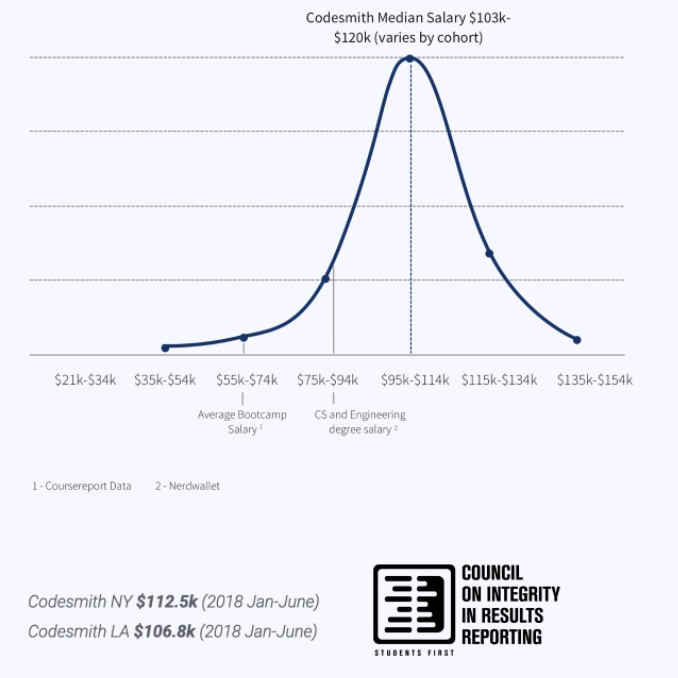 Codesmith Median Salary $103k-
$120k (varies by cohort)
$21k-$34k $35k-$54k $55k-$74k $75k-$94k $95k-$114k $115k-$134k $135k-$154k
Average Bootcamp
Salary ¹
CS and Engineering
degree salary ²
1 - Coursereport Data 2 - Nerdwallet
Codesmith NY $112.5k (2018 Jan-June)
Codesmith LA $106.8k (2018 Jan-June)
COUNCIL
ON INTEGRITY
IN RESULTS
REPORTING
STUDENTS FIRST